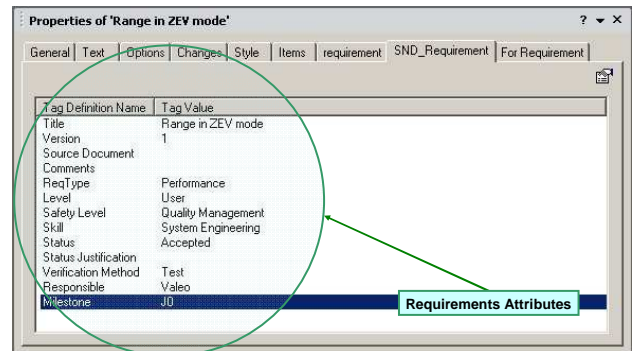 Properties of 'Range in ZEV mode'
General Text Options Changes Style Items requirement SND_Requirement For Requirement
Tag Definition Name Tag Value
Title Range in ZEV mode
Version 1
Source Document
Comments
ReqType Performance
Level User
Safety Level Quality Management
Skill System Engineering
Status Accepted
Status Justification
Verification Method Test
Responsible Valeo
Milestone J0
Requirements Attributes